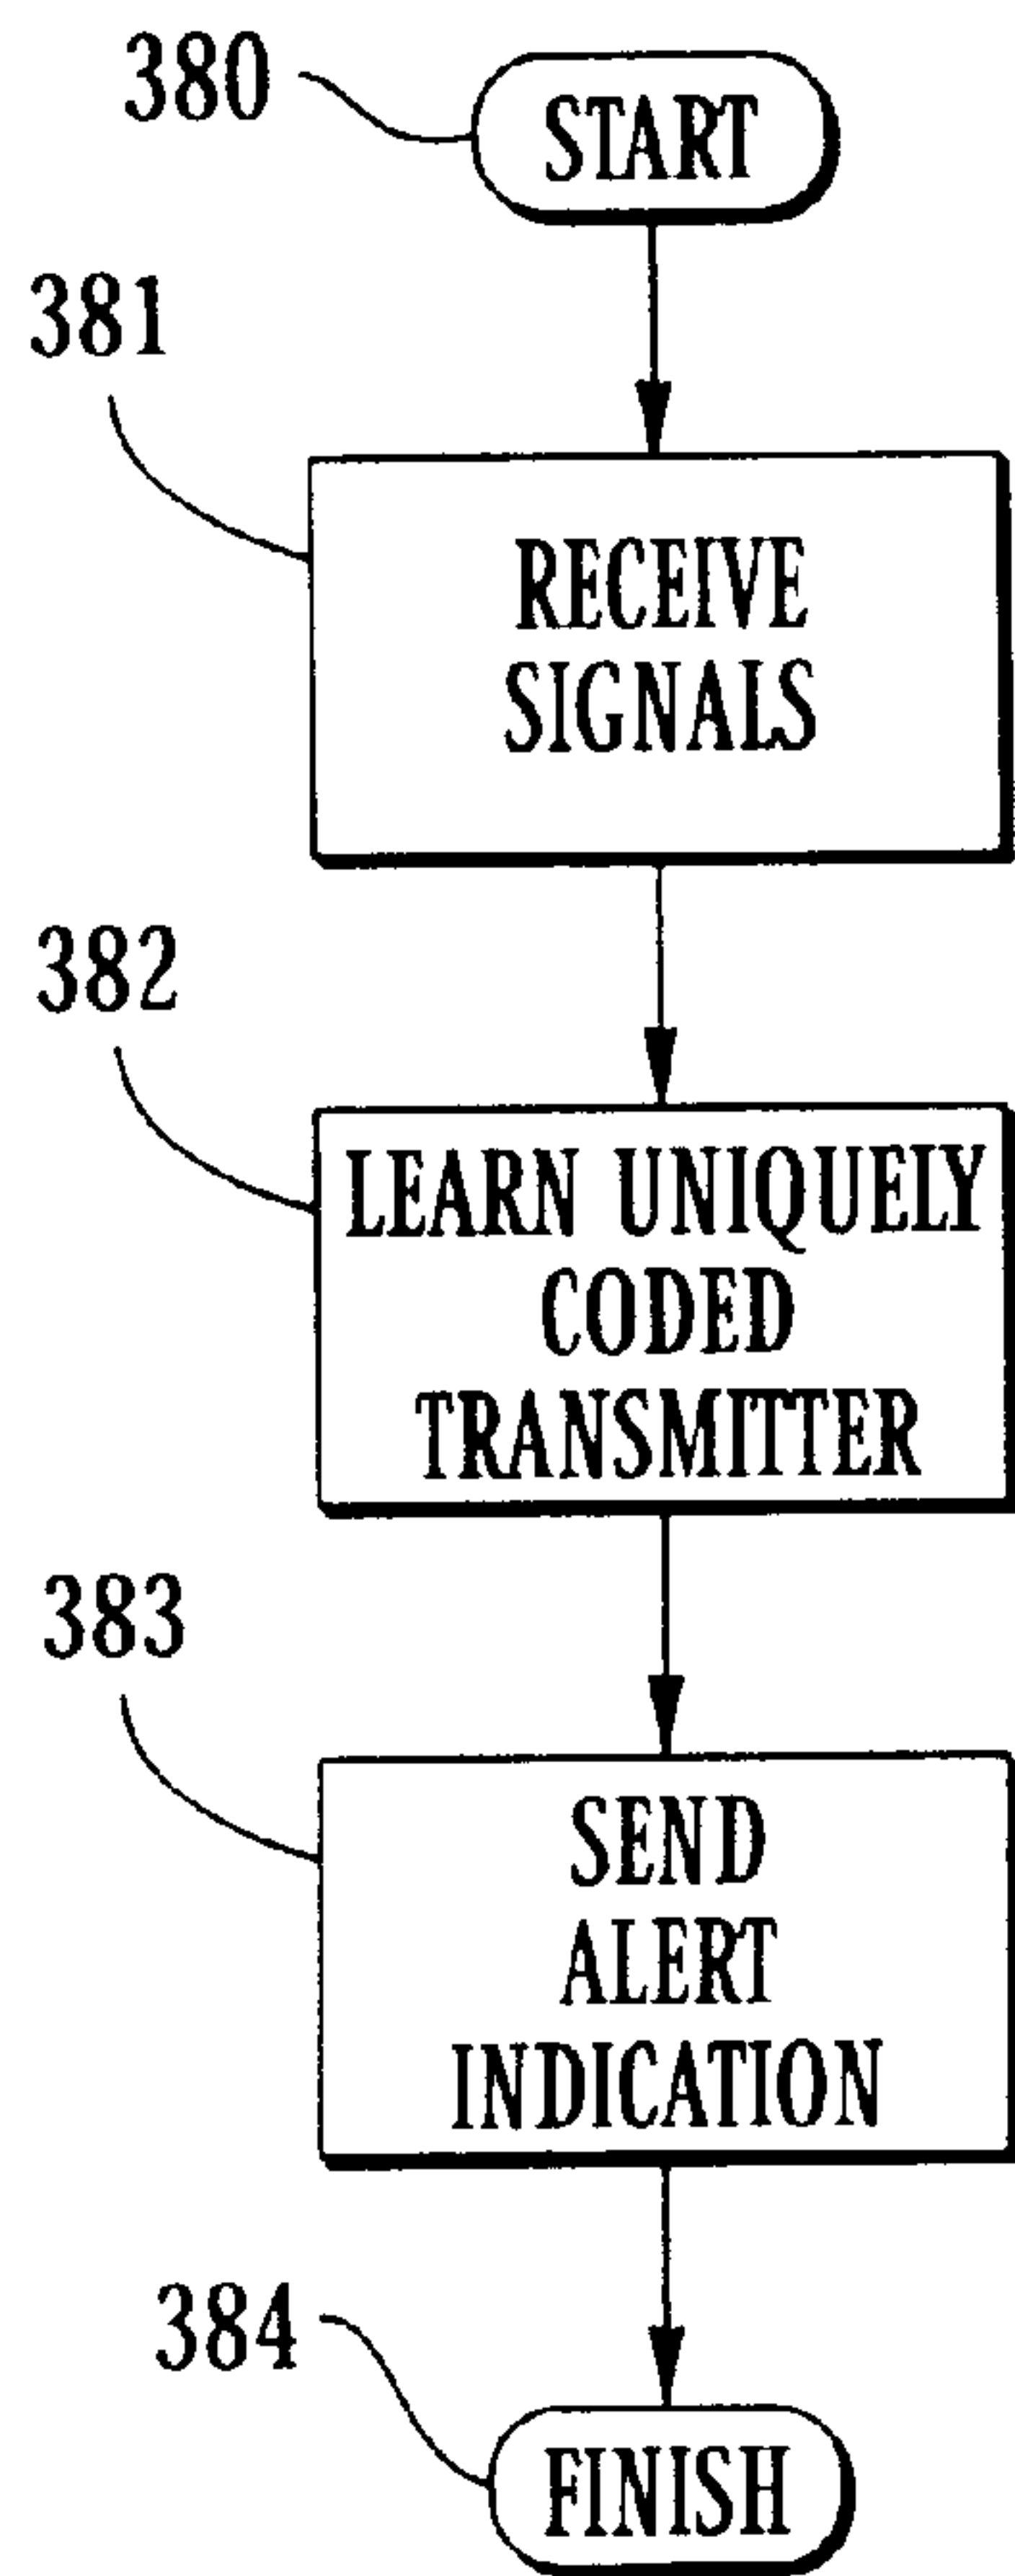 380
START
381
RECEIVE
SIGNALS
382
LEARN UNIQUELY
CODED
TRANSMITTER
383
SEND
ALERT
INDICATION
384
FINISH